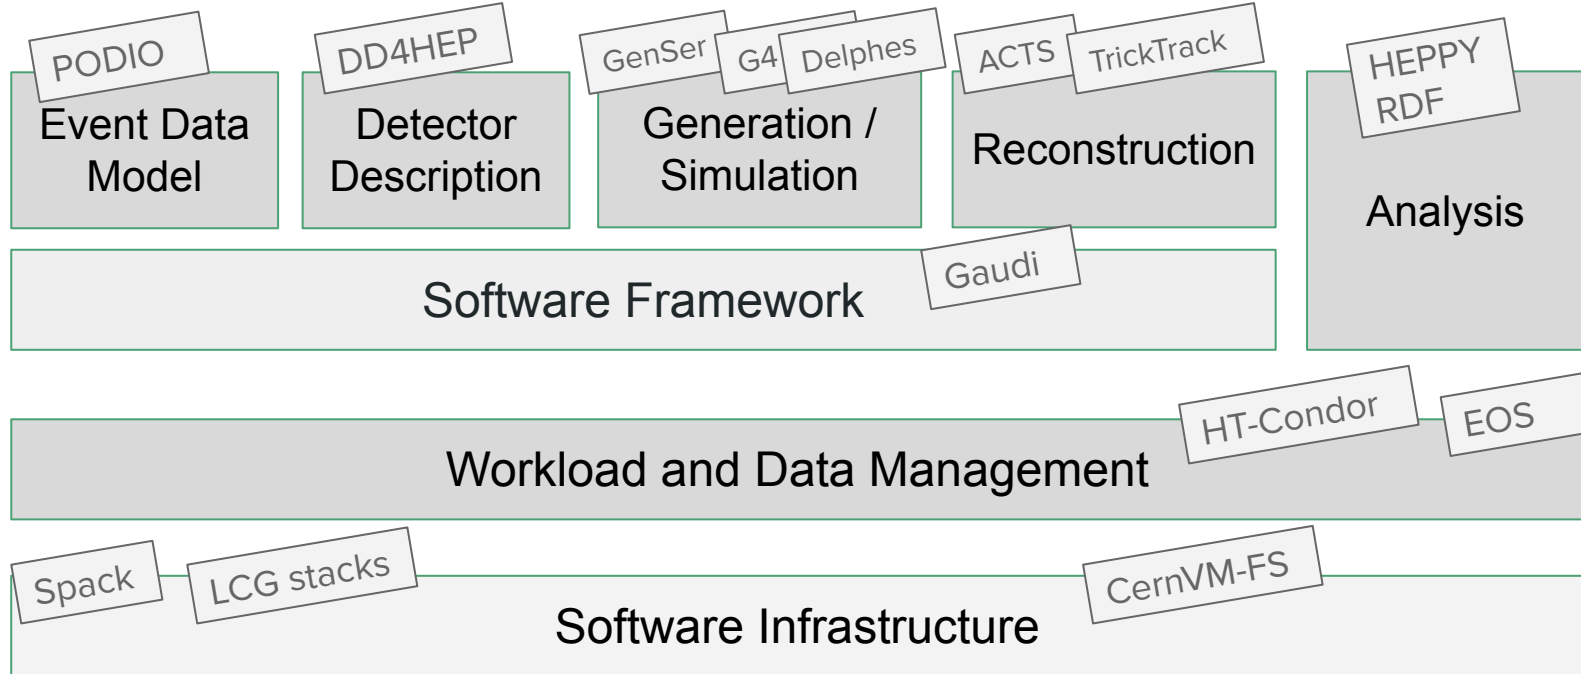 PODIO
Event Data
Model
DD4HEP
Detector
Description
GenSer
G4
Delphes
Generation /
Simulation
ACTS
TrickTrack
Reconstruction
HEPPY
RDF
Analysis
Software Framework
Gaudi
Workload and Data Management
HT-Condor
EOS
Spack
LCG stacks
CernVM-FS
Software Infrastructure